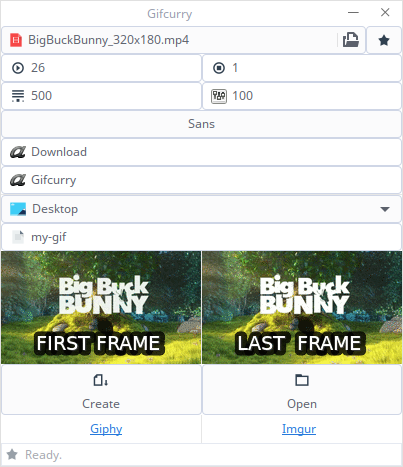 Gifcurry
BigBuckBunny_320x180.mp4
26
1
500
100
Sans
Download
Gifcurry
Desktop
my-gif
Big Buck
BUNNY
FIRST FRAME
Big Buck
BUNNY
LAST FRAME
Create
Open
Giphy
Imgur
Ready.